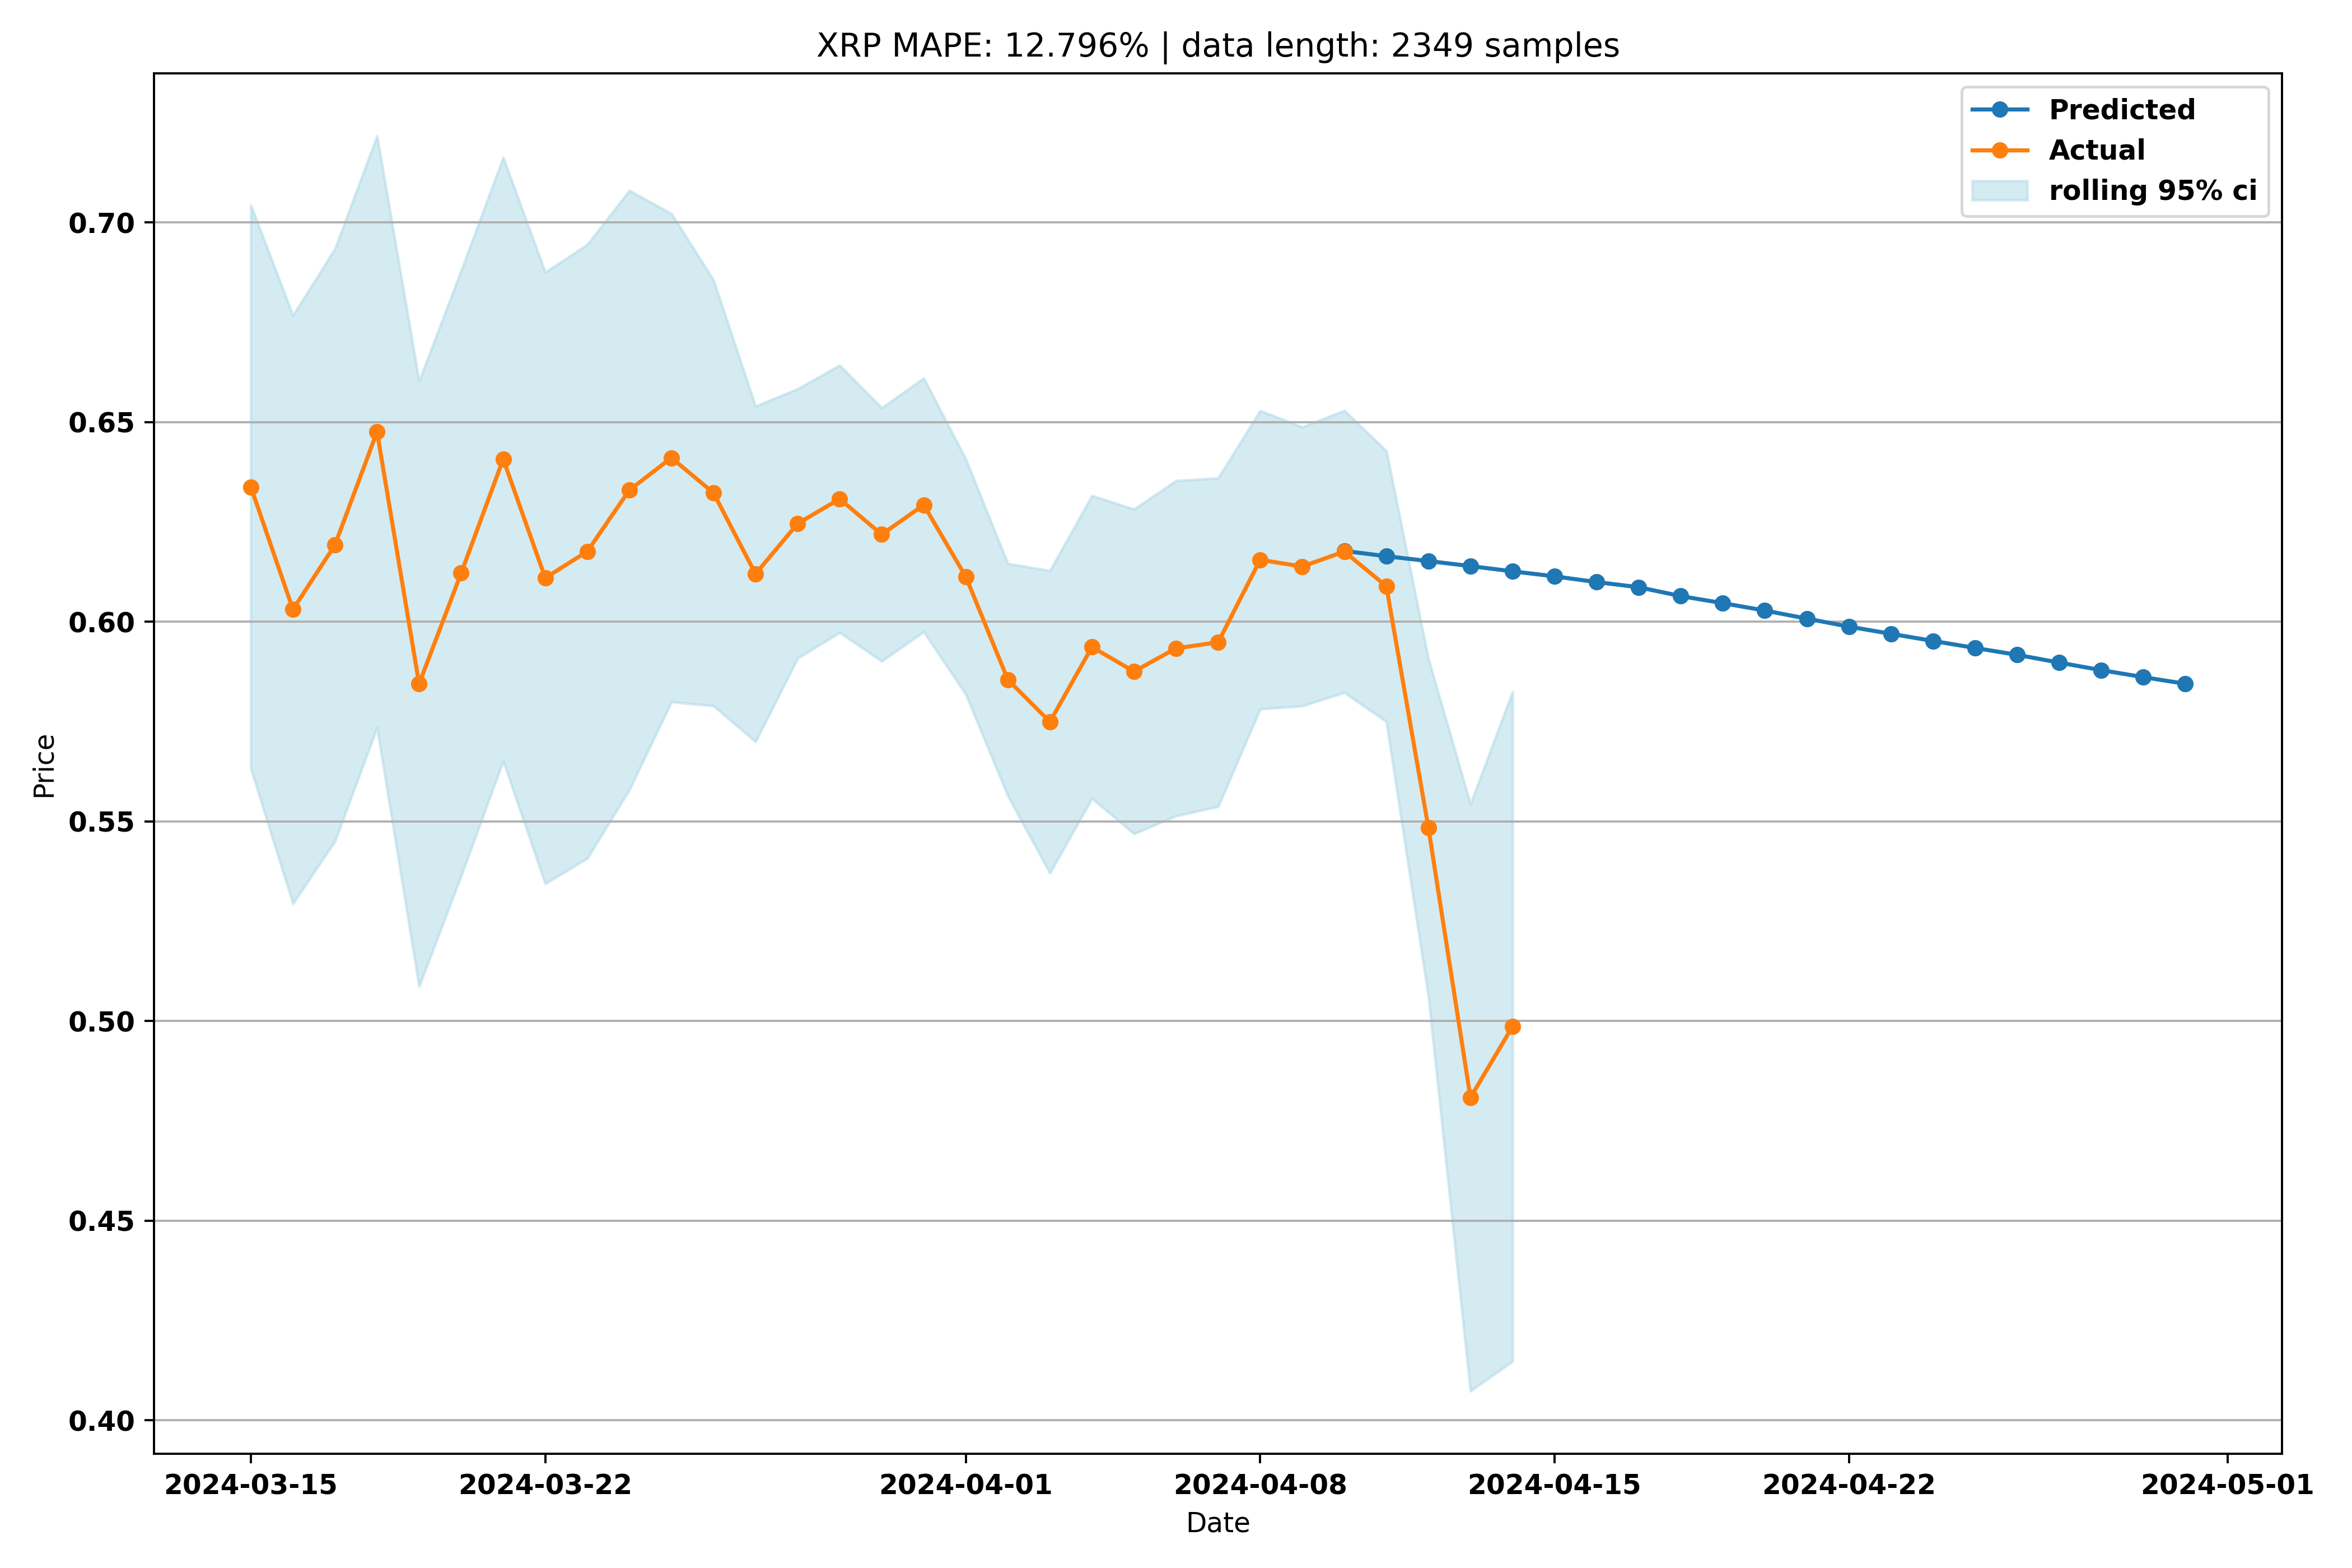 XRP MAPE: 12.796% | data length: 2349 samples
Predicted
Actual
rolling 95% ci
0.70
0.65
0.60
0.55
0.50
0.45
0.40
Price
2024-03-15 2024-03-22 2024-04-01 2024-04-08 2024-04-15 2024-04-22 2024-05-01
Date